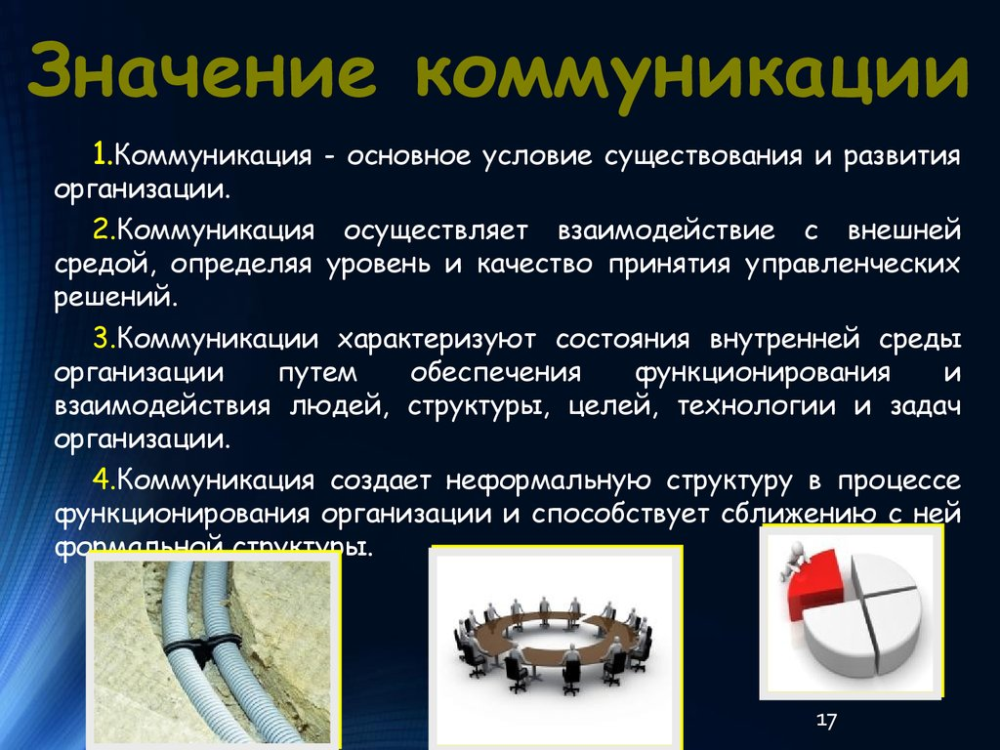 Значение коммуникации
1.Коммуникация - основное условие существования и развития
организации.
2.Коммуникация осуществляет взаимодействие с внешней
средой, определяя уровень и качество принятия управленческих
решений.
3.Коммуникации характеризуют состояния внутренней среды
организации путем обеспечения функционирования и
взаимодействия людей, структуры, целей, технологии и задач
организации.
4.Коммуникация создает неформальную структуру в процессе
функционирования организации и способствует сближению с ней
формальной структуры.
17